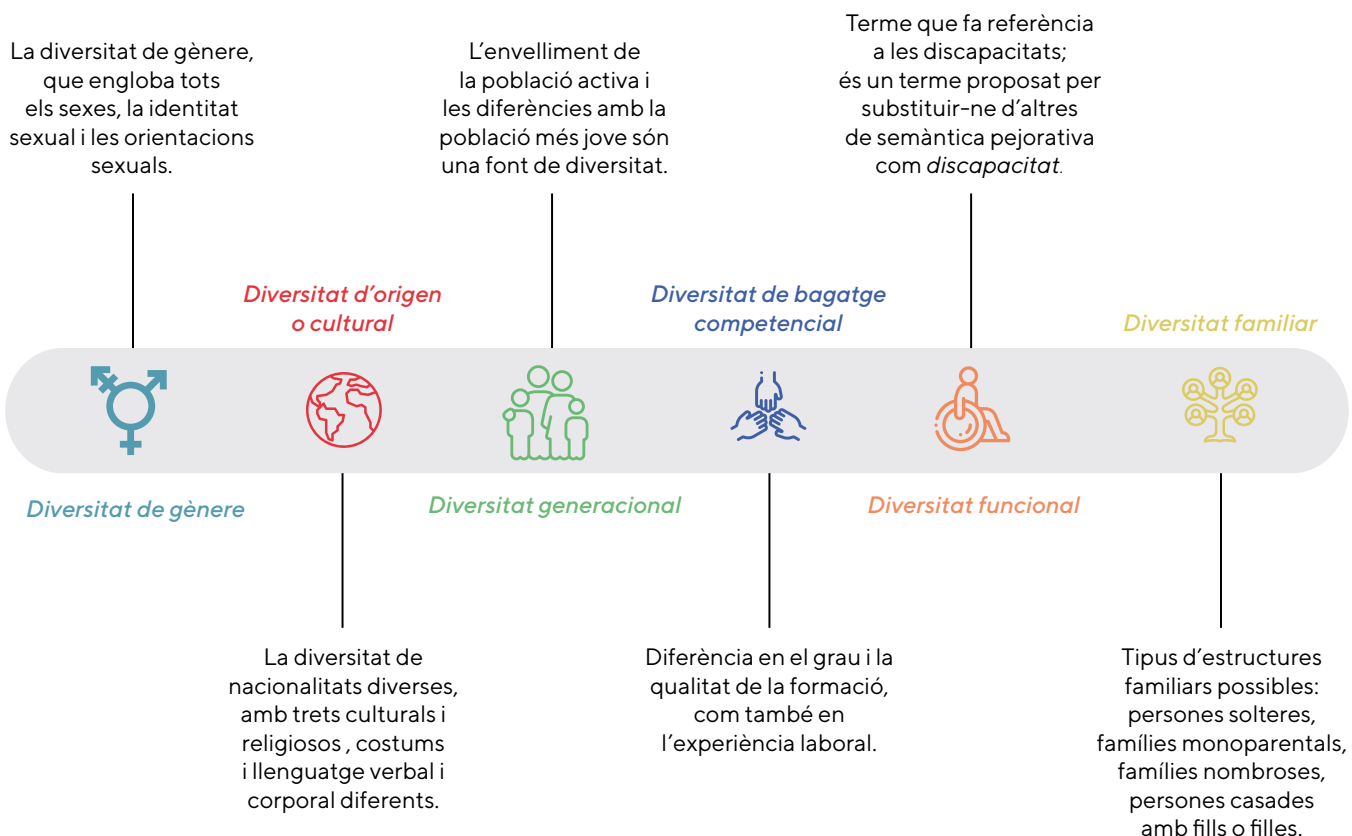 La diversitat de gènere,
que engloba tots
els sexes, la identitat
sexual i les orientacions
sexuals.
Diversitat de gènere
Diversitat d’origen
o cultural
La diversitat de
nacionalitats diverses,
amb trets culturals i
religiosos , costums
i llenguatge verbal i
corporal diferents.
L’envelliment de
la població activa i
les diferències amb la
població més jove són
una font de diversitat.
Diversitat generacional
Diversitat de bagatge
competencial
Diferència en el grau i la
qualitat de la formació,
com també en
l’experiència laboral.
Terme que fa referència
a les discapacitats;
és un terme proposat per
substituir-ne d’altres
de semàntica pejorativa
com discapacitat.
Diversitat funcional
Diversitat familiar
Tipus d’estructures
familiars possibles:
persones solteres,
famílies monoparentals,
famílies nombroses,
persones casades
amb fills o filles.